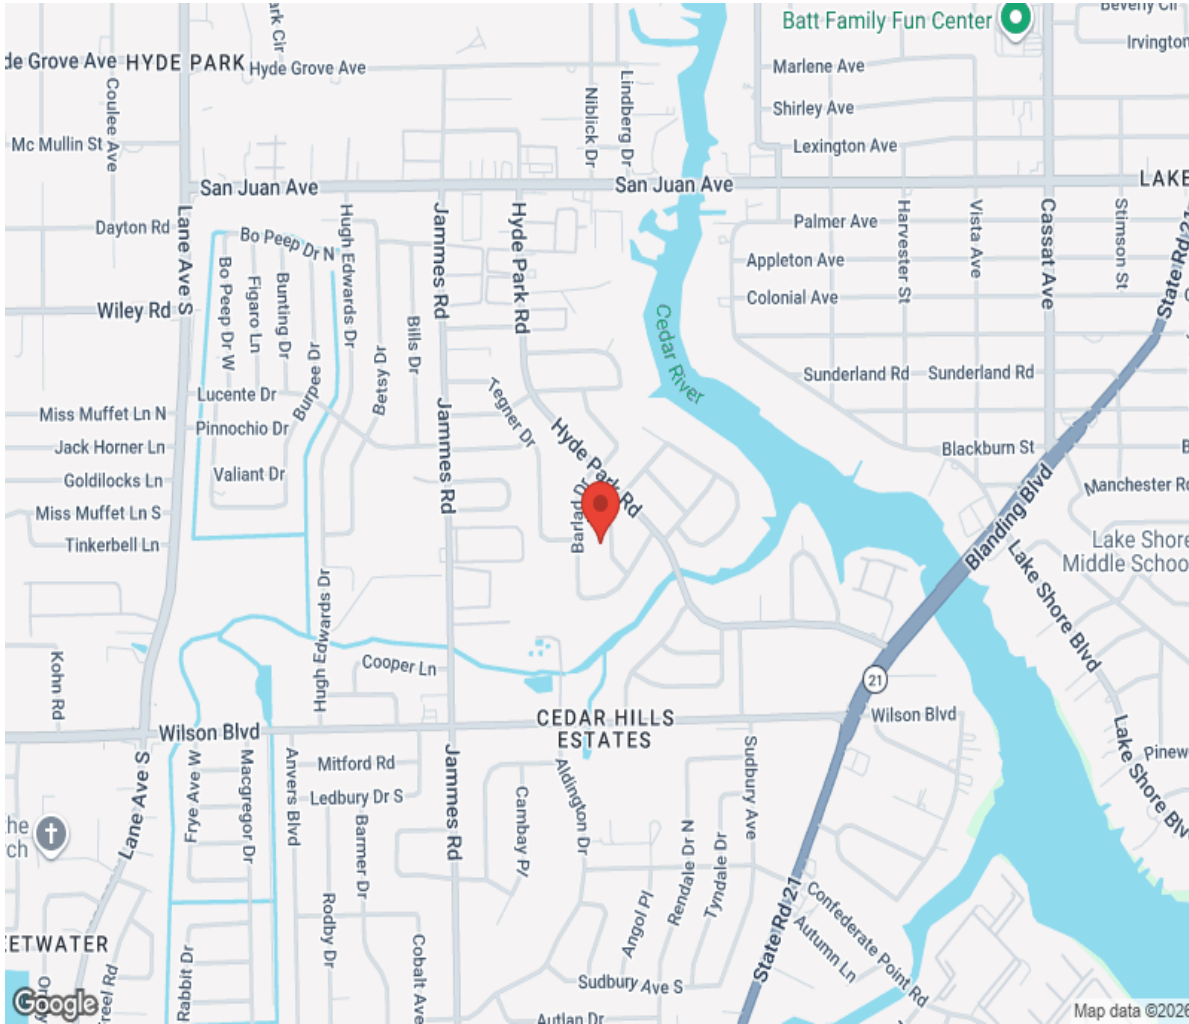 ark Cir
Batt Family Fun Center
Beverly Cir
Irvington
de Grove Ave
HYDE PARK
Hyde Grove Ave
Marlene Ave
Coulee Ave
Niblick Dr
Lindberg Dr
Shirley Ave
Mc Mullin St
Lexington Ave
San Juan Ave
San Juan Ave
LAKE
Lane Ave S
Hugh Edwards Dr
Jammes Rd
Hyde Park Rd
Palmer Ave
Harvester St
Vista Ave
Cassat Ave
Stimson St
State Rd 21
Dayton Rd
Bo Peep Dr N
Appleton Ave
Bo Peep Dr W
Figaro Ln
Bunting Dr
Colonial Ave
Wiley Rd
Cedar River
Burpee Dr
Betsy Dr
Bills Dr
Sunderland Rd
Sunderland Rd
Lucente Dr
Tegner Dr
Miss Muffet Ln N
Pinnochio Dr
Jammes Rd
Hyde Park Rd
Jack Horner Ln
Blackburn St
B
Goldilocks Ln
Valiant Dr
Manchester Rd
Miss Muffet Ln S
Barlad Dr
Blanding Blvd
Tinkerbell Ln
Lake Shore
Middle Schoo
Lake Shore Blvd
Hugh Edwards Dr
Kohn Rd
Cooper Ln
21
CEDAR HILLS
ESTATES
Wilson Blvd
Wilson Blvd
Lake Shore Blv
Pinew
Lane Ave S
Frye Ave W
Macgregor Dr
Anvers Blvd
Mitford Rd
Ledbury Dr S
Jammes Rd
Aldington Dr
Sudbury Ave
Cambay Pl
Barmer Dr
the
rch
Rendale Dr N
Tyndale Dr
Rodby Dr
Angol Pl
State Rd 21
Confederate Point Rd
Autumn Ln
EETWATER
Rabbit Dr
Cobalt Ave
Freel Rd
Sudbury Ave S
Autlan Dr
Google
Map data ©2026